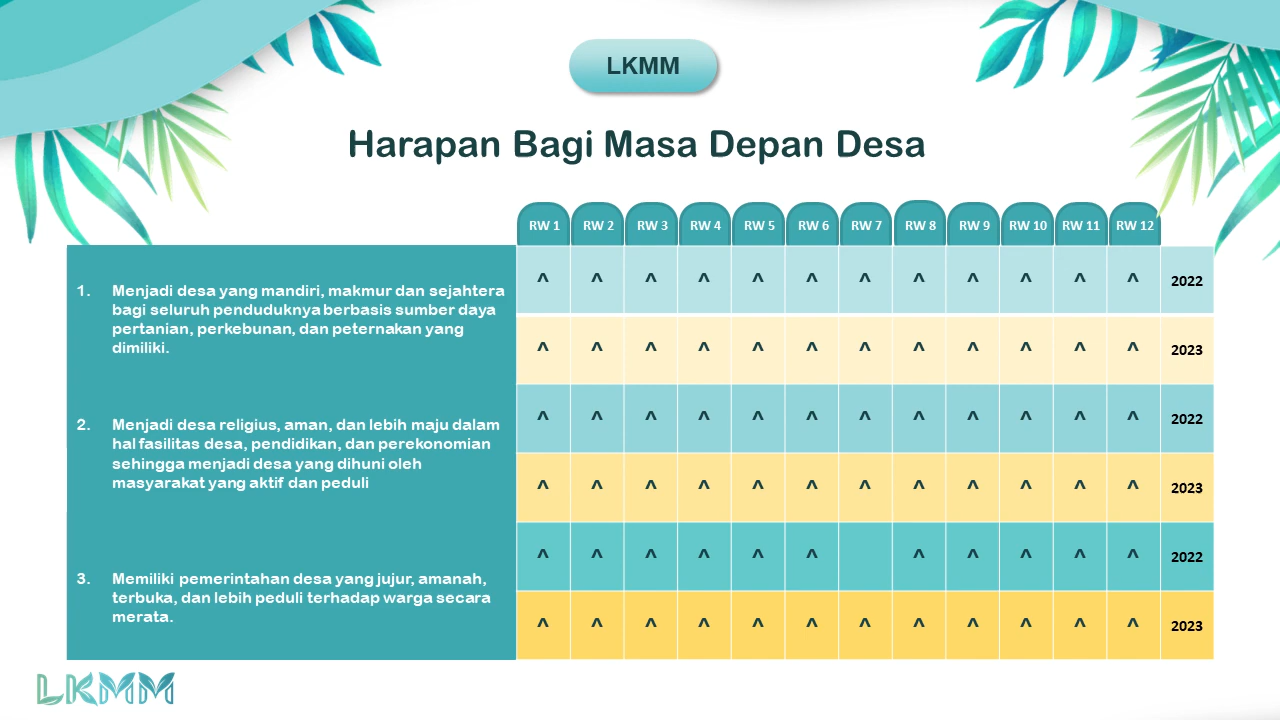 LKMM
Harapan Bagi Masa Depan Desa
RW 1 RW 2 RW 3 RW 4 RW 5 RW 6 RW 7 RW 8 RW 9 RW 10 RW 11 RW 12
1. Menjadi desa yang mandiri, makmur dan sejahtera
bagi seluruh penduduknya berbasis sumber daya
pertanian, perkebunan, dan peternakan yang
dimiliki.
^ ^ ^ ^ ^ ^ ^ ^ ^ ^ ^ ^ 2022
^ ^ ^ ^ ^ ^ ^ ^ ^ ^ ^ ^ 2023
2. Menjadi desa religius, aman, dan lebih maju dalam
hal fasilitas desa, pendidikan, dan perekonomian
sehingga menjadi desa yang dihuni oleh
masyarakat yang aktif dan peduli
^ ^ ^ ^ ^ ^ ^ ^ ^ ^ ^ ^ 2022
^ ^ ^ ^ ^ ^ ^ ^ ^ ^ ^ ^ 2023
3. Memiliki pemerintahan desa yang jujur, amanah,
terbuka, dan lebih peduli terhadap warga secara
merata.
^ ^ ^ ^ ^ ^ ^ ^ ^ ^ ^ 2022
^ ^ ^ ^ ^ ^ ^ ^ ^ ^ ^ ^ 2023
LKMM